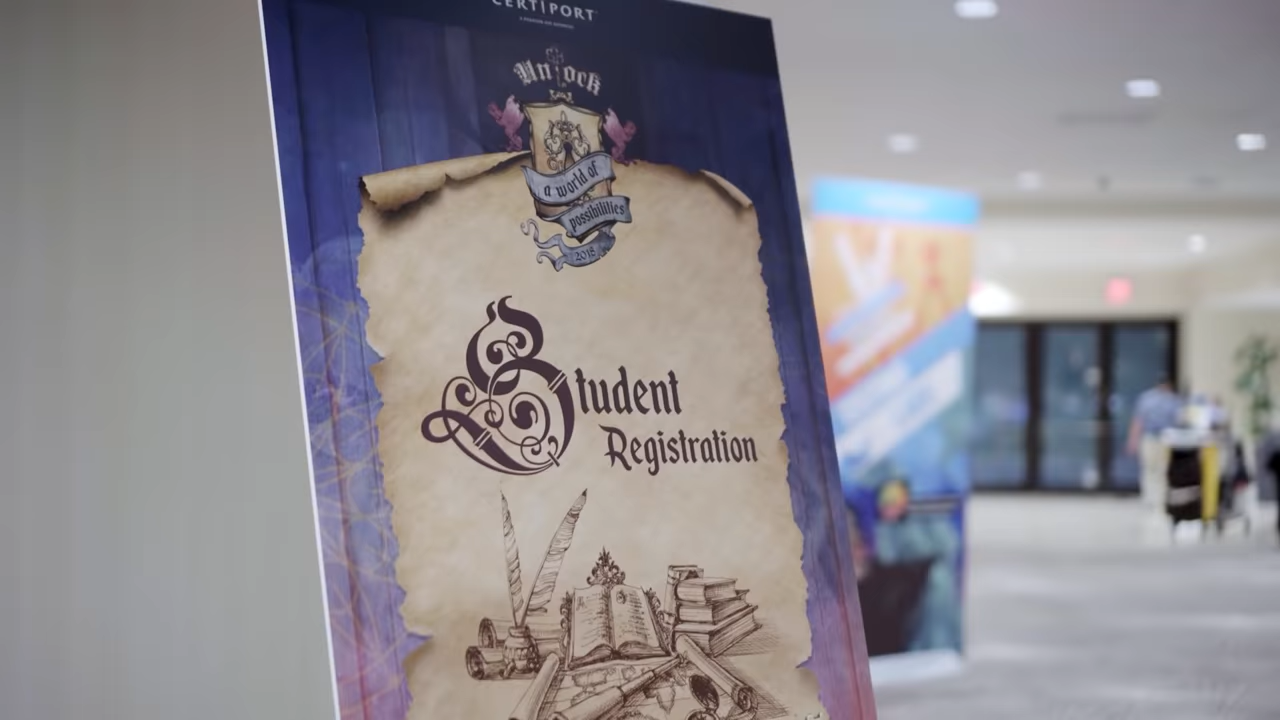 CERTIPORT
Unlock
a world of
possibilities
2018
Student
Registration